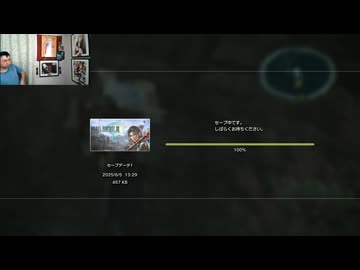 セーブ中です。
しばらくお待ちください。
FINAL FANTASY XIII
100%
セーブデータ1
2025/6/5 13:29
457 KB